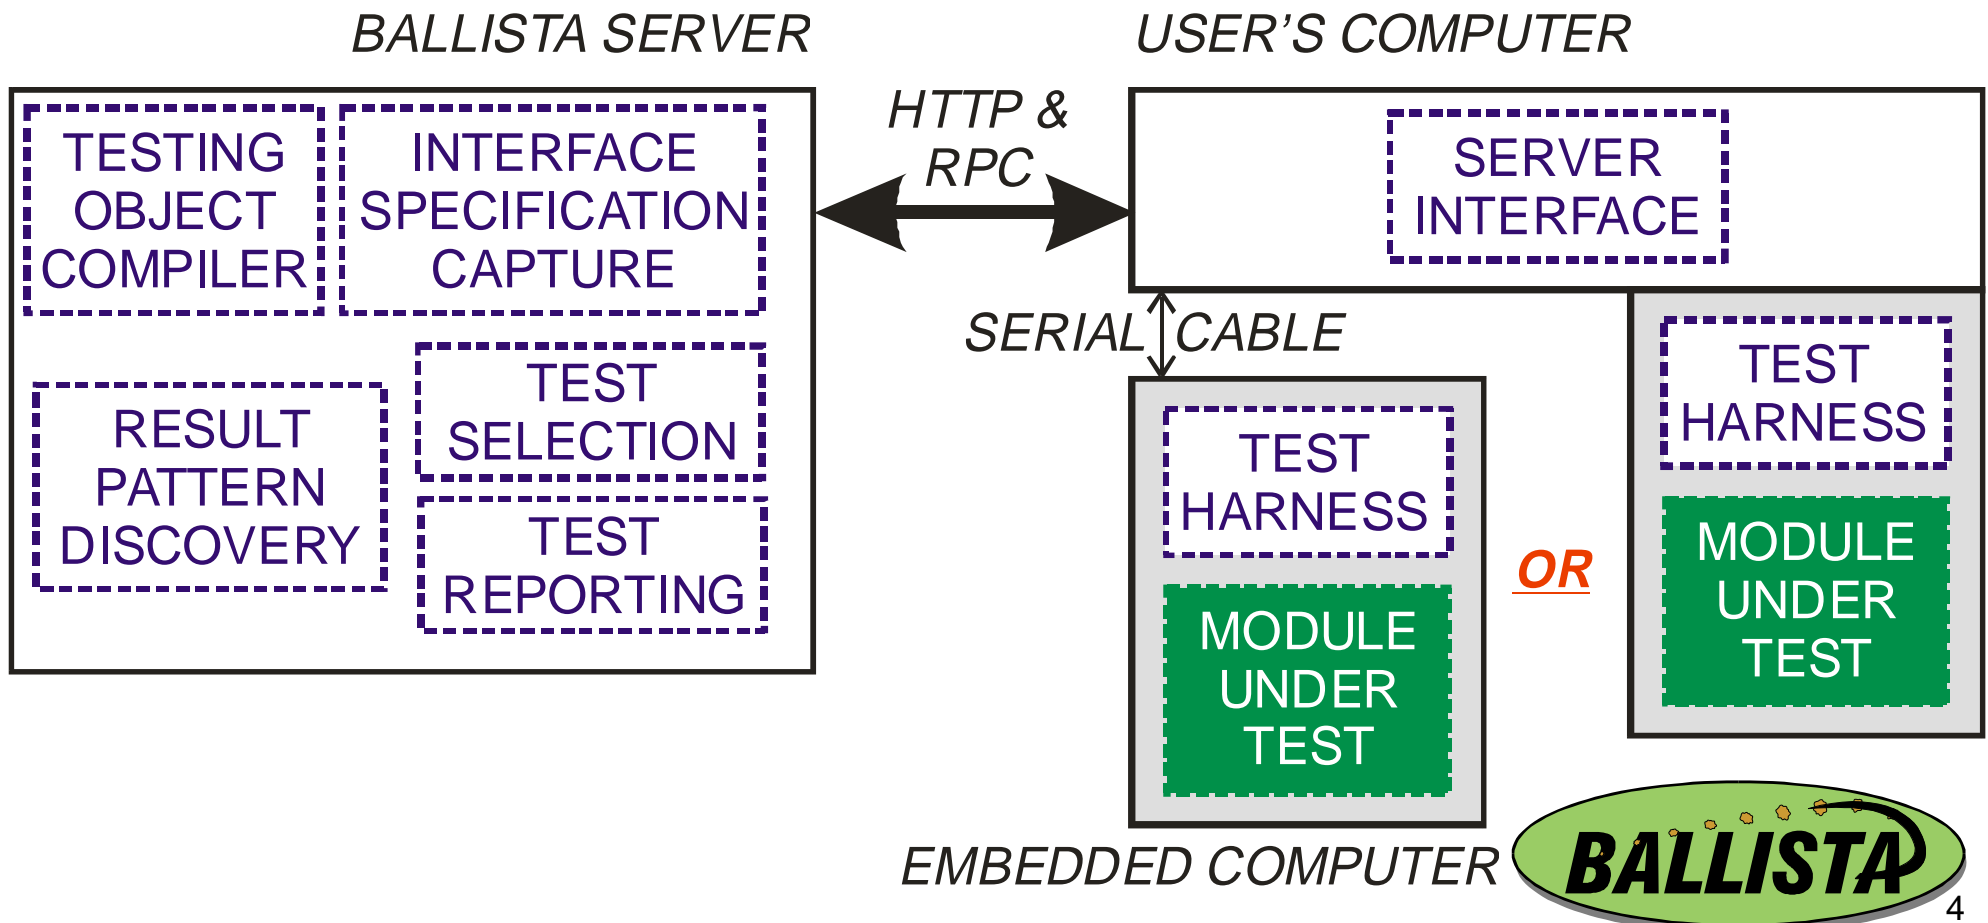 BALLISTA SERVER
USER'S COMPUTER
TESTING
OBJECT
COMPILER
INTERFACE
SPECIFICATION
CAPTURE
RESULT
PATTERN
DISCOVERY
TEST
SELECTION
TEST
REPORTING
HTTP &
RPC
SERVER
INTERFACE
SERIAL CABLE
TEST
HARNESS
MODULE
UNDER
TEST
OR
TEST
HARNESS
MODULE
UNDER
TEST
EMBEDDED COMPUTER
BALLISTA
4